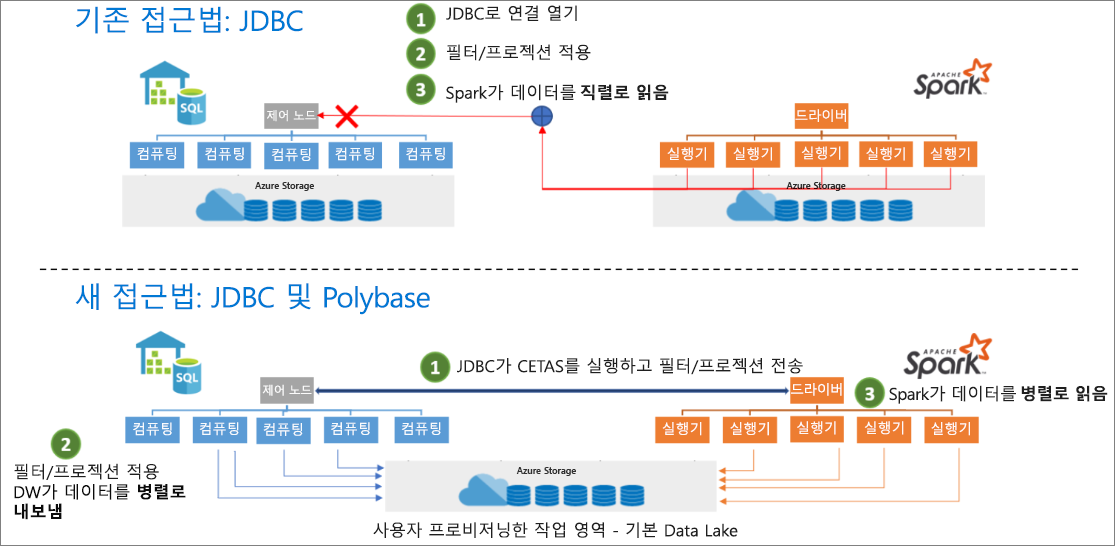 기존 접근법: JDBC
1 JDBC로 연결 열기
2 필터/프로젝션 적용
3 Spark가 데이터를 직렬로 읽음
SQL
APACHE
Spark™
제어 노드
드라이버
컴퓨팅 컴퓨팅 컴퓨팅 컴퓨팅 컴퓨팅
실행기 실행기 실행기 실행기 실행기
Azure Storage
Azure Storage
새 접근법: JDBC 및 Polybase
SQL
1 JDBC가 CETAS를 실행하고 필터/프로젝션 전송
APACHE
Spark™
제어 노드
드라이버
3 Spark가 데이터를 병렬로 읽음
컴퓨팅 컴퓨팅 컴퓨팅 컴퓨팅 컴퓨팅
실행기 실행기 실행기 실행기 실행기
2
필터/프로젝션 적용
DW가 데이터를 병렬로
내보냄
Azure Storage
사용자 프로비저닝한 작업 영역 - 기본 Data Lake